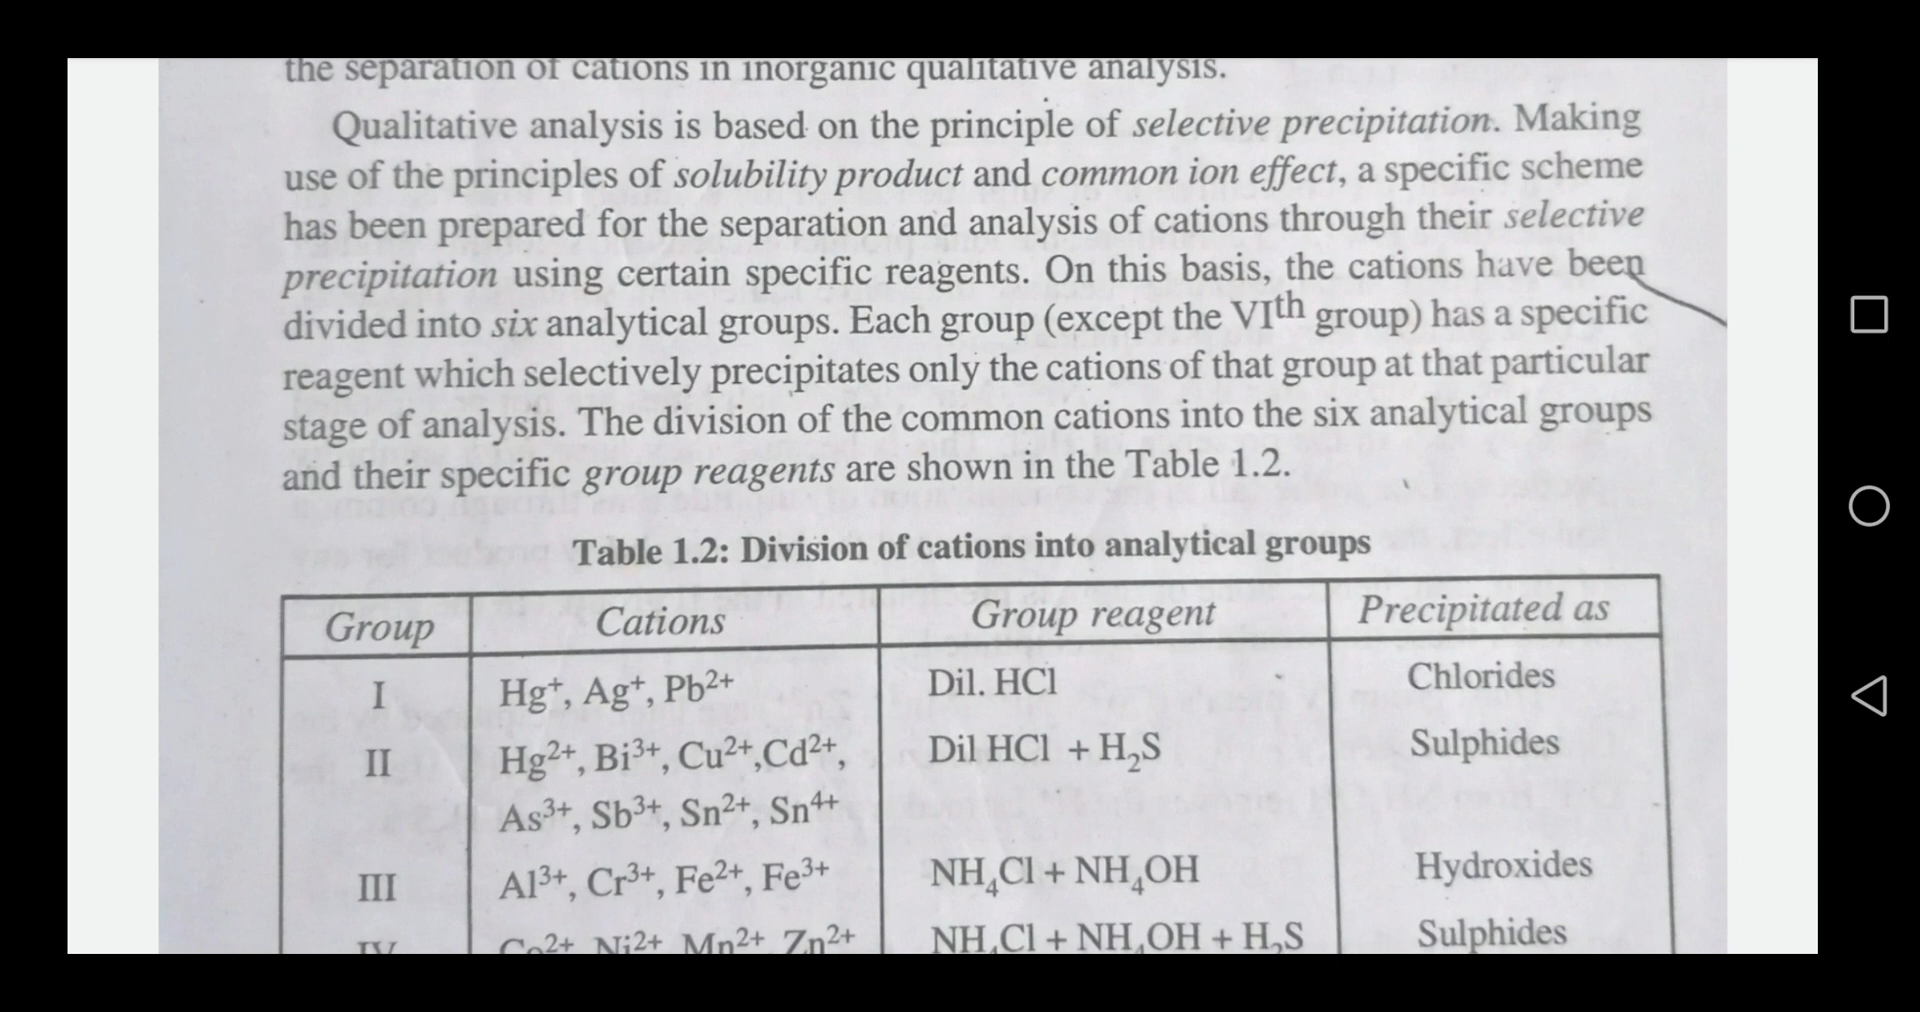 the separation of cations in inorganic qualitative analysis.
Qualitative analysis is based on the principle of selective precipitation. Making
use of the principles of solubility product and common ion effect, a specific scheme
has been prepared for the separation and analysis of cations through their selective
precipitation using certain specific reagents. On this basis, the cations have been
divided into six analytical groups. Each group (except the VIth group) has a specific
reagent which selectively precipitates only the cations of that group at that particular
stage of analysis. The division of the common cations into the six analytical groups
and their specific group reagents are shown in the Table 1.2.
Table 1.2: Division of cations into analytical groups
Group Cations Group reagent Precipitated as
I Hg⁺, Ag⁺, Pb²⁺ Dil. HCl Chlorides
II Hg²⁺, Bi³⁺, Cu²⁺,Cd²⁺, Dil.HCl + H₂S Sulphides
As³⁺, Sb³⁺, Sn²⁺, Sn⁴⁺
III Al³⁺, Cr³⁺, Fe²⁺, Fe³⁺ NH₄Cl + NH₄OH Hydroxides
IV Co²⁺ Ni²⁺ Mn²⁺ Zn²⁺ NH₄Cl + NH₄OH + H₂S Sulphides